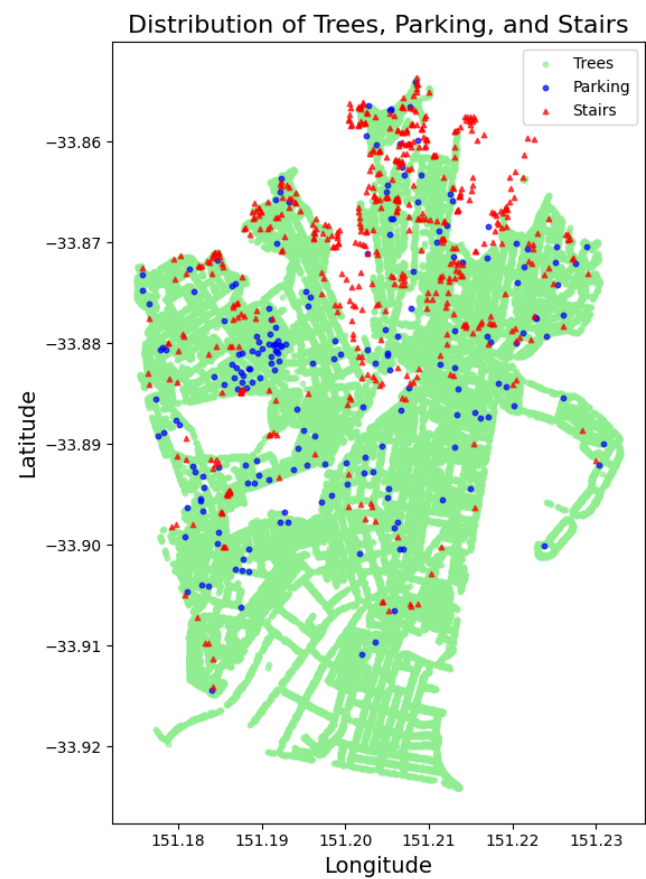 Distribution of Trees, Parking, and Stairs
Trees
Parking
Stairs
−33.86
−33.87
−33.88
−33.89
−33.90
−33.91
−33.92
Latitude
151.18 151.19 151.20 151.21 151.22 151.23
Longitude